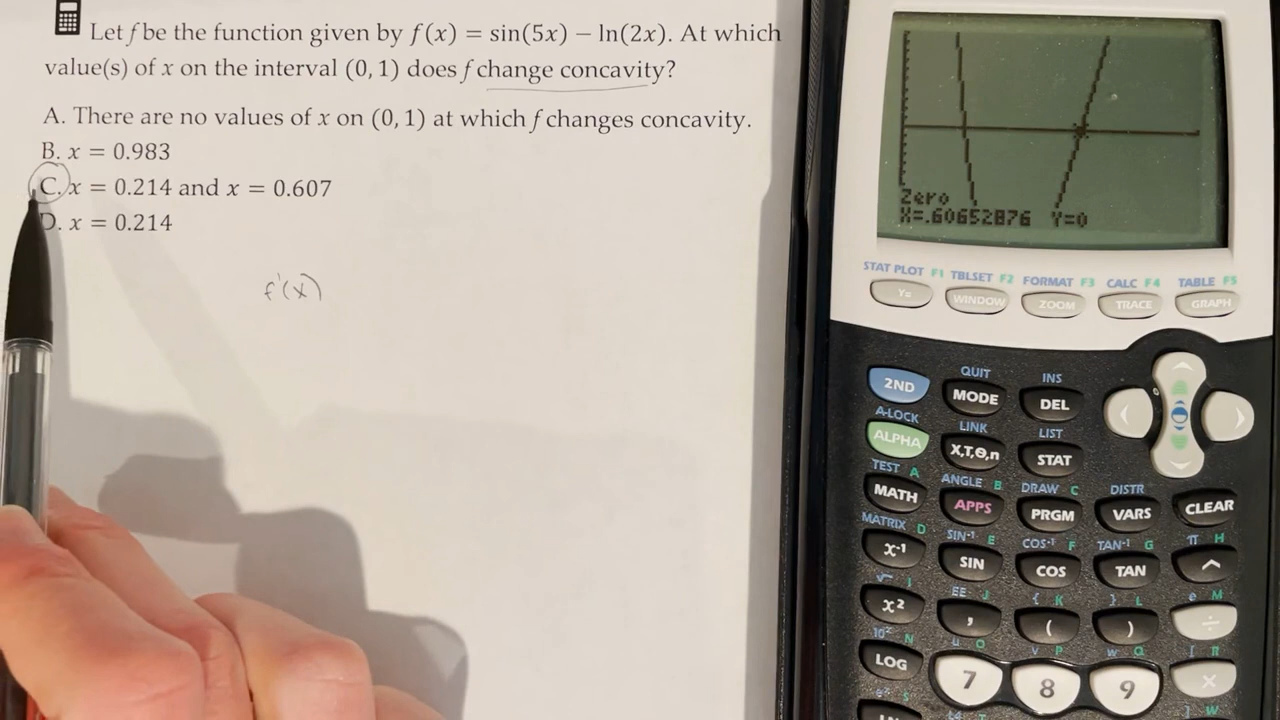 Let f be the function given by f(x) = sin(5x) − ln(2x). At which
value(s) of x on the interval (0, 1) does f change concavity?
A. There are no values of x on (0, 1) at which f changes concavity.
B. x = 0.983
C. x = 0.214 and x = 0.607
D. x = 0.214
f'(x)
Zero
X=.60652876 Y=0
STAT PLOT F1 TBLSET F2 FORMAT F3 CALC F4 TABLE F5
Y= WINDOW ZOOM TRACE GRAPH
QUIT INS
2ND MODE DEL
A-LOCK LINK LIST
ALPHA X,T,Θ,n STAT
TEST A ANGLE B DRAW C DISTR
MATH APPS PRGM VARS CLEAR
MATRIX D SIN-1 E COS-1 F TAN-1 G π H
x-1 SIN COS TAN ^
√ I EE J { K } L e M
x2 , ( ) ÷
10x N u O v P w Q [ R
LOG 7 8 9 ×